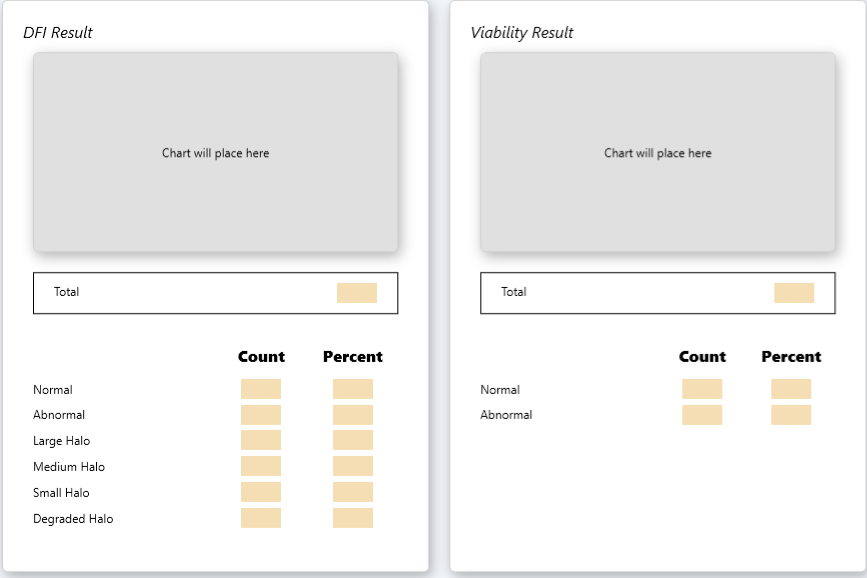 DFI Result
Chart will place here
Total
Count Percent
Normal
Abnormal
Large Halo
Medium Halo
Small Halo
Degraded Halo
Viability Result
Chart will place here
Total
Count Percent
Normal
Abnormal